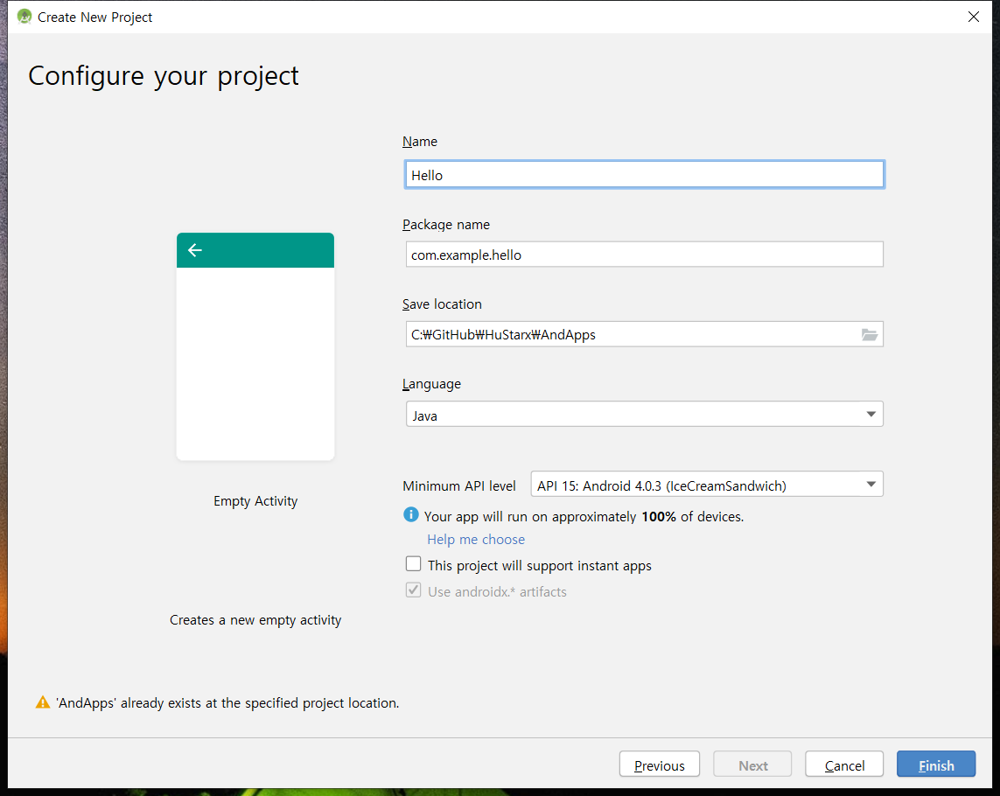 Create New Project
Configure your project
Name
Hello
Package name
com.example.hello
Save location
C:₩GitHub₩HuStarx₩AndApps
Language
Java
Minimum API level API 15: Android 4.0.3 (IceCreamSandwich)
Your app will run on approximately 100% of devices.
Help me choose
This project will support instant apps
Use androidx.* artifacts
Empty Activity
Creates a new empty activity
'AndApps' already exists at the specified project location.
Previous Next Cancel Finish